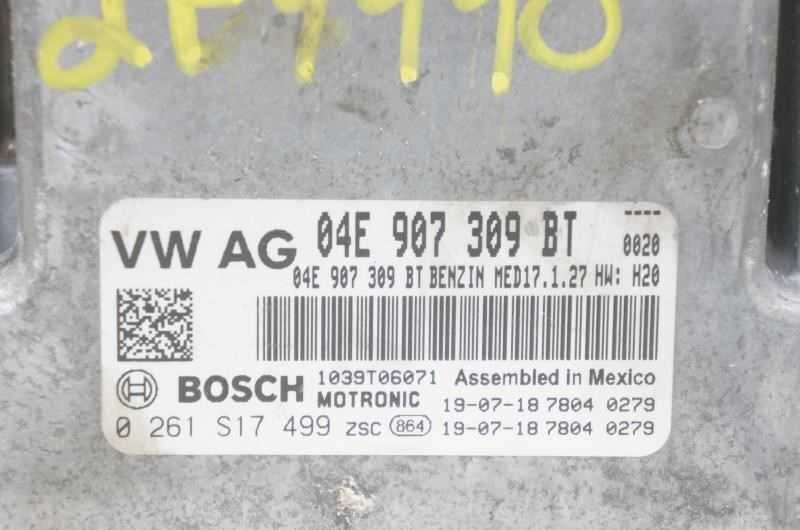 VW AG 04E 907 309 BT ----
0020
04E 907 309 BT BENZIN MED17.1.27 HW: H20
BOSCH 1039T06071 Assembled in Mexico
MOTRONIC 19-07-18 7804 0279
0 261 S17 499 ZSC 864 19-07-18 7804 0279